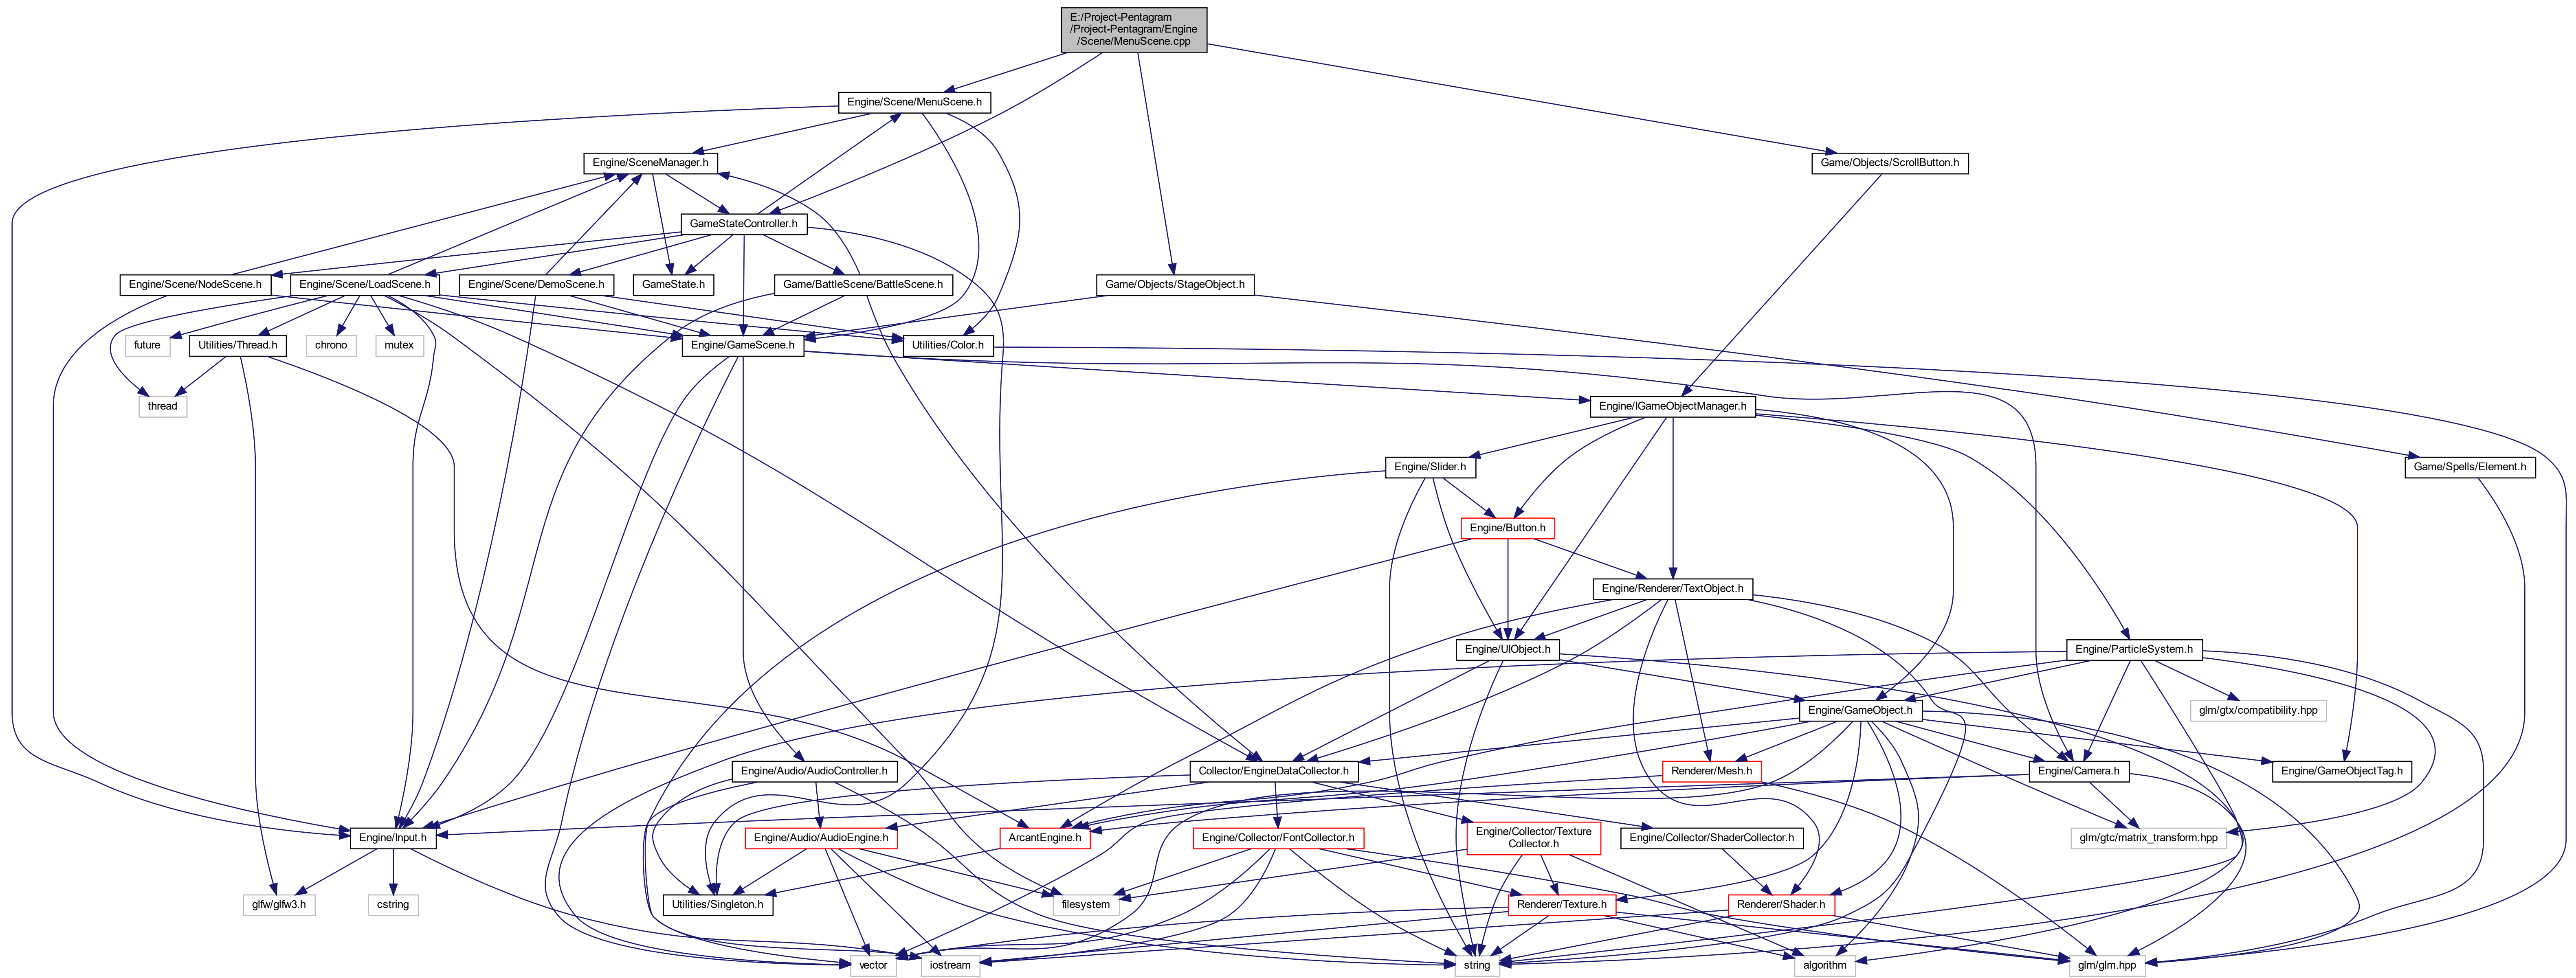 E:/Project-Pentagram
/Project-Pentagram/Engine
/Scene/MenuScene.cpp
Engine/Scene/MenuScene.h
Engine/SceneManager.h
Game/Objects/ScrollButton.h
GameStateController.h
Engine/Scene/NodeScene.h
Engine/Scene/LoadScene.h
Engine/Scene/DemoScene.h
GameState.h
Game/BattleScene/BattleScene.h
Game/Objects/StageObject.h
future
Utilities/Thread.h
chrono
mutex
Engine/GameScene.h
Utilities/Color.h
thread
Engine/IGameObjectManager.h
Engine/Slider.h
Game/Spells/Element.h
Engine/Button.h
Engine/Renderer/TextObject.h
Engine/UIObject.h
Engine/ParticleSystem.h
Engine/GameObject.h
glm/gtx/compatibility.hpp
Engine/Audio/AudioController.h
Collector/EngineDataCollector.h
Renderer/Mesh.h
Engine/Camera.h
Engine/GameObjectTag.h
Engine/Input.h
Engine/Audio/AudioEngine.h
ArcantEngine.h
Engine/Collector/FontCollector.h
Engine/Collector/Texture
Collector.h
Engine/Collector/ShaderCollector.h
glm/gtc/matrix_transform.hpp
glfw/glfw3.h
cstring
Utilities/Singleton.h
filesystem
Renderer/Texture.h
Renderer/Shader.h
vector
iostream
string
algorithm
glm/glm.hpp